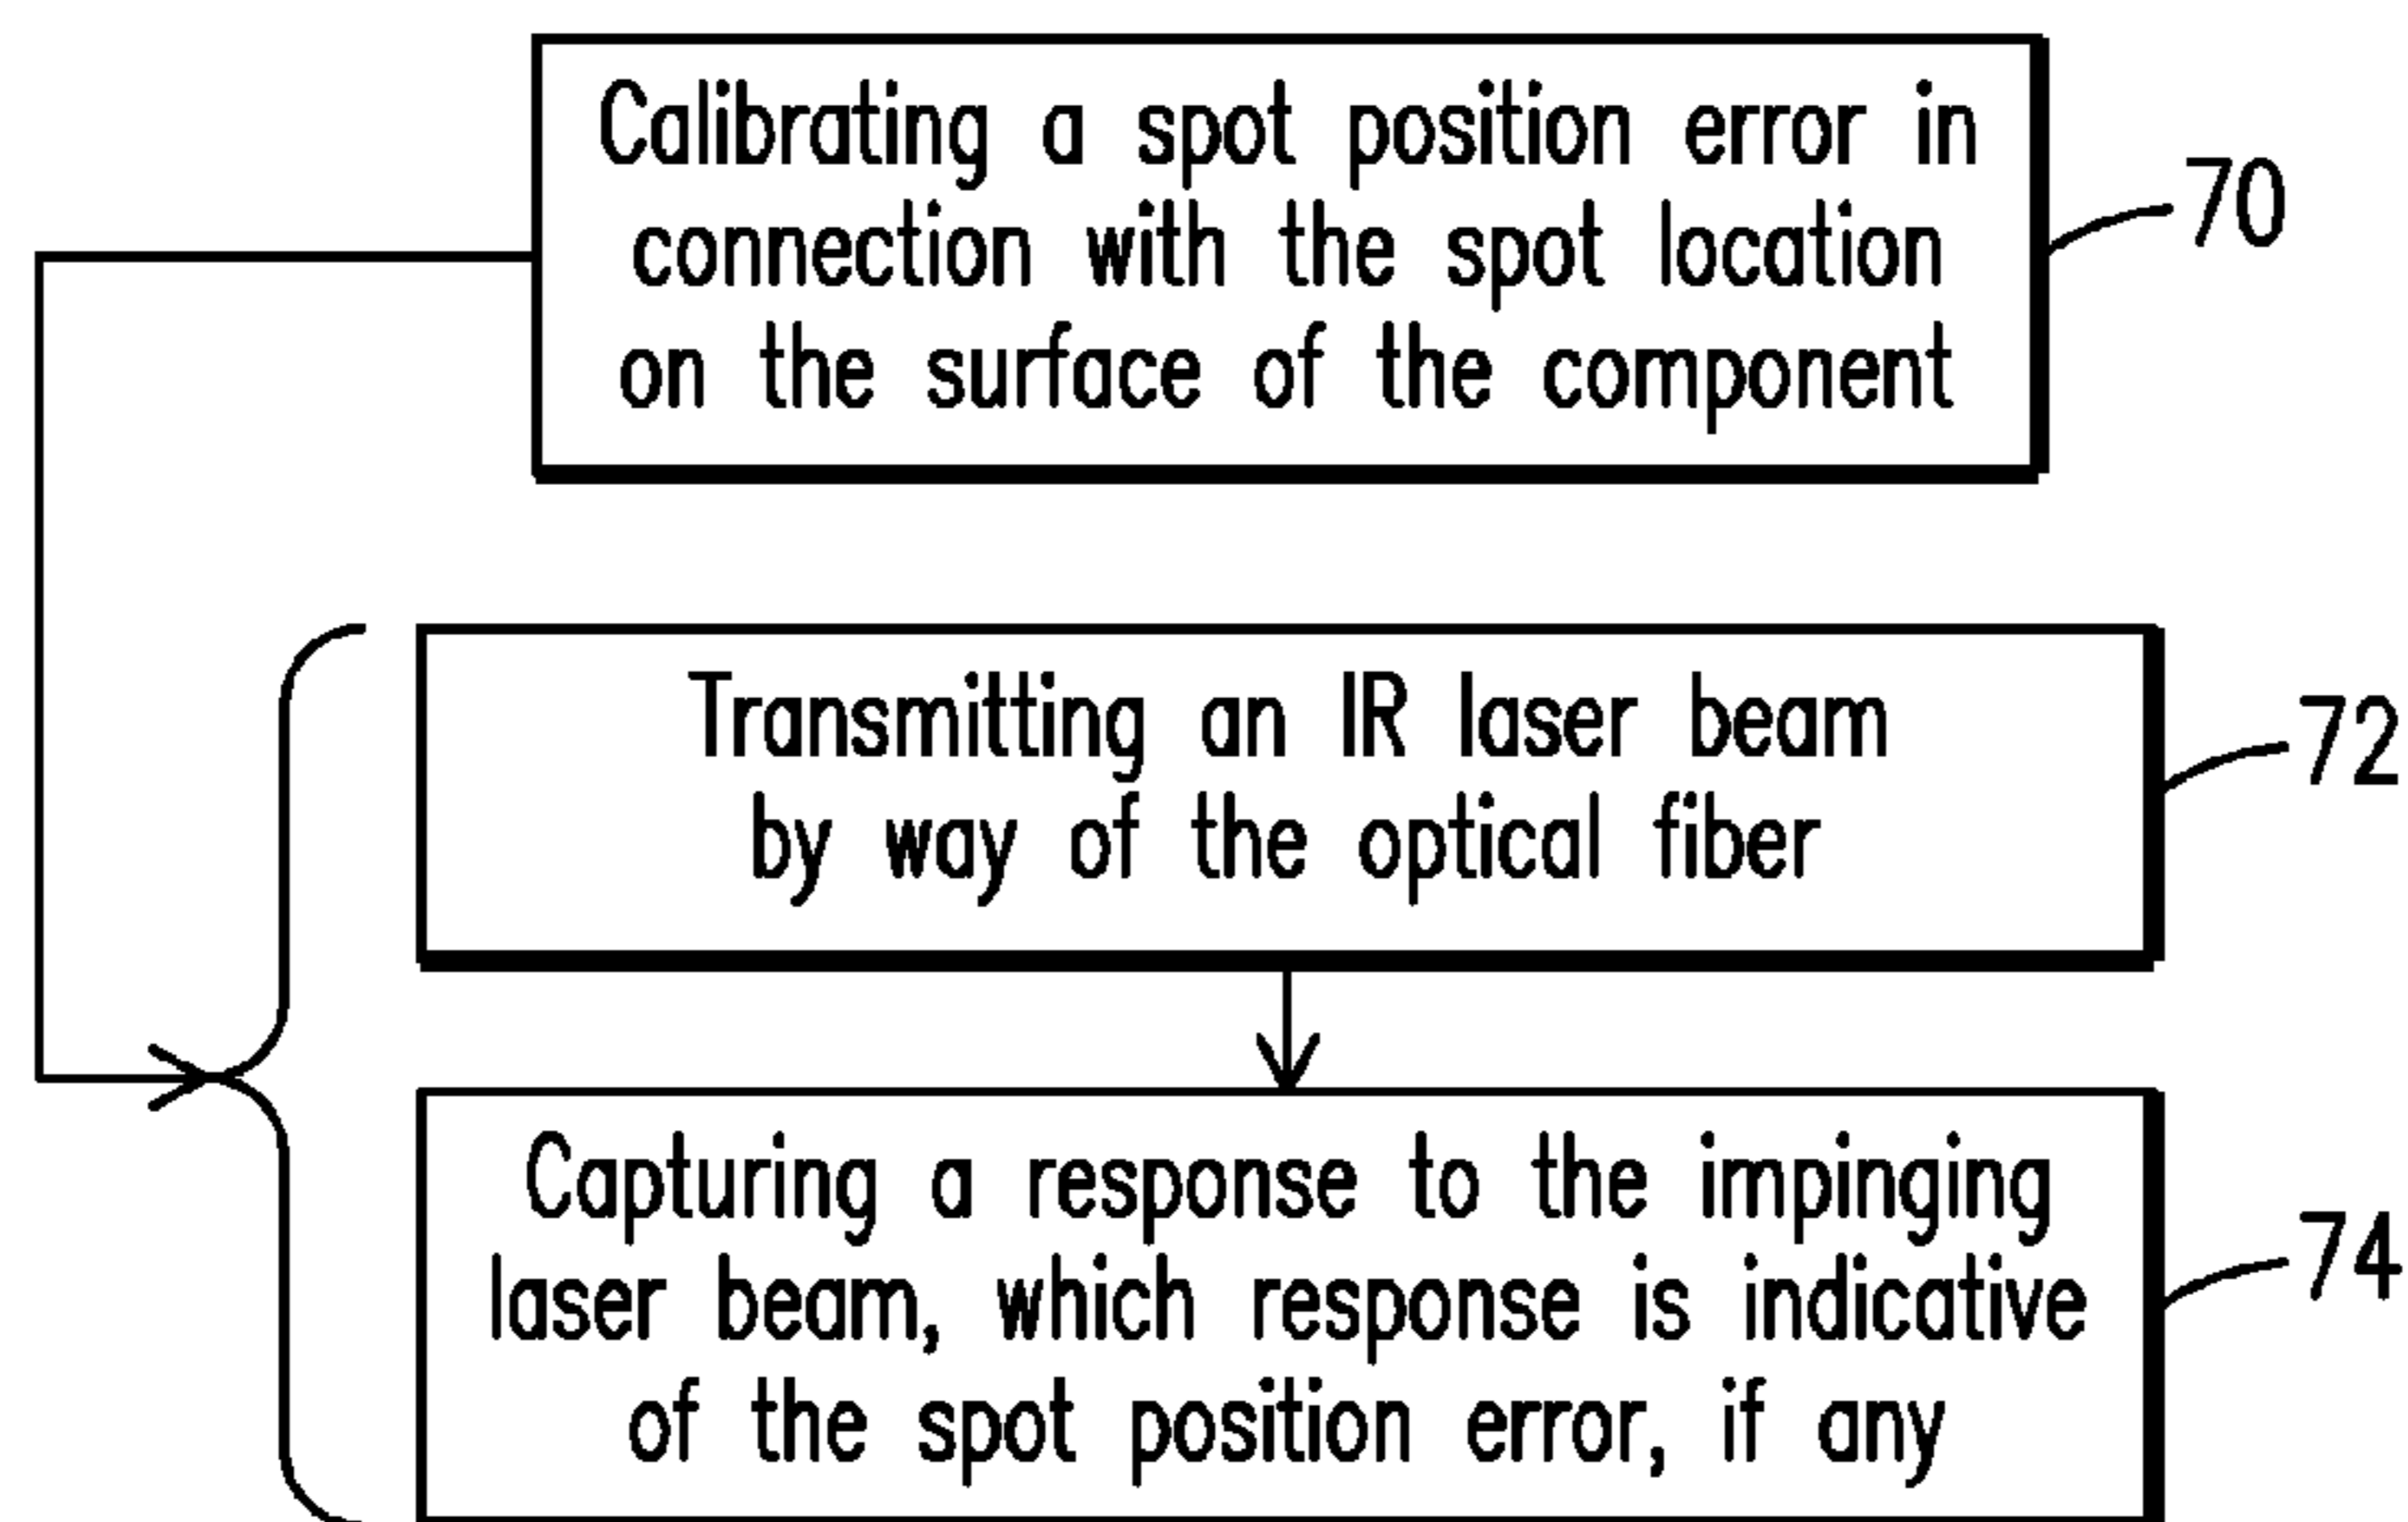 Calibrating a spot position error in
connection with the spot location
on the surface of the component
70
Transmitting an IR laser beam
by way of the optical fiber
72
Capturing a response to the impinging
laser beam, which response is indicative
of the spot position error, if any
74